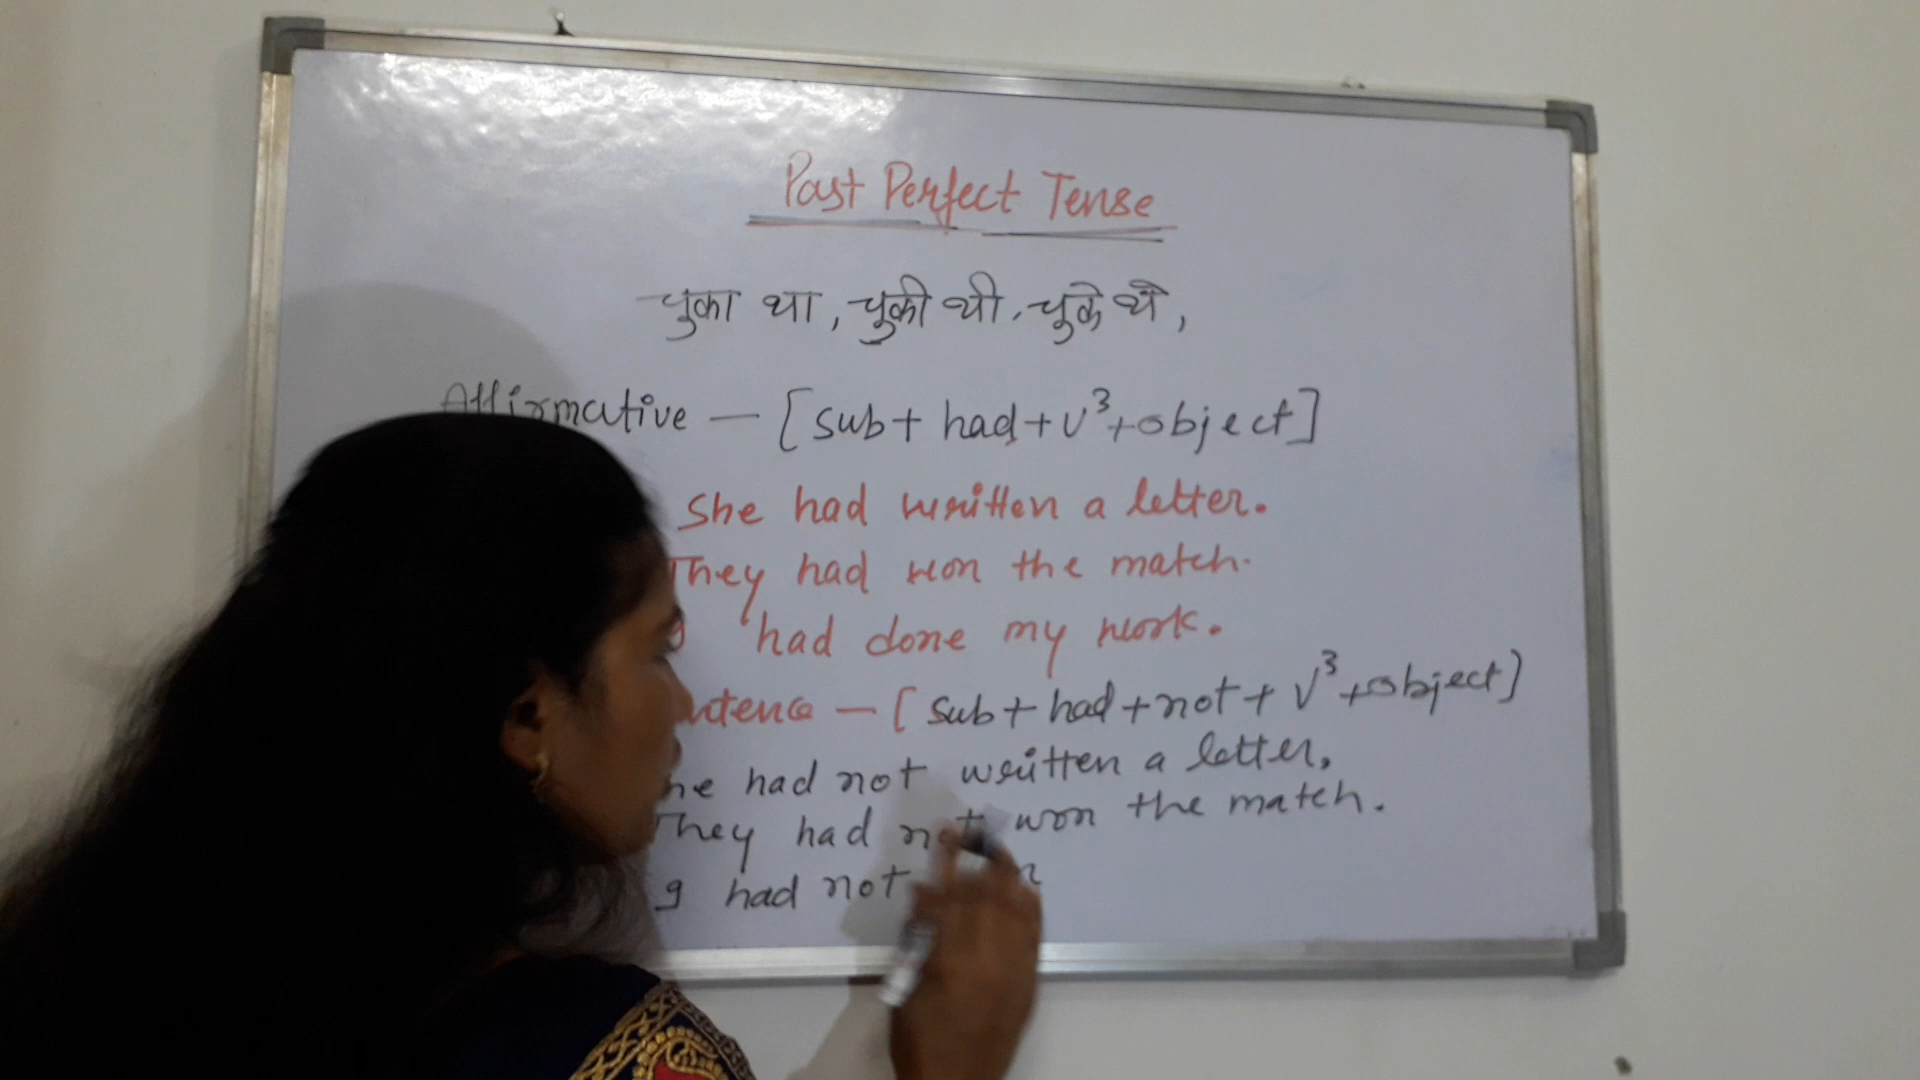 Past Perfect Tense
चुका था, चुकी थी, चुके थे,
Affirmative — [sub + had + v³ + object]
She had written a letter.
They had won the match.
had done my work.
— [sub + had + not + v³ + object]
had not written a letter.
They had not won the match.
I had not